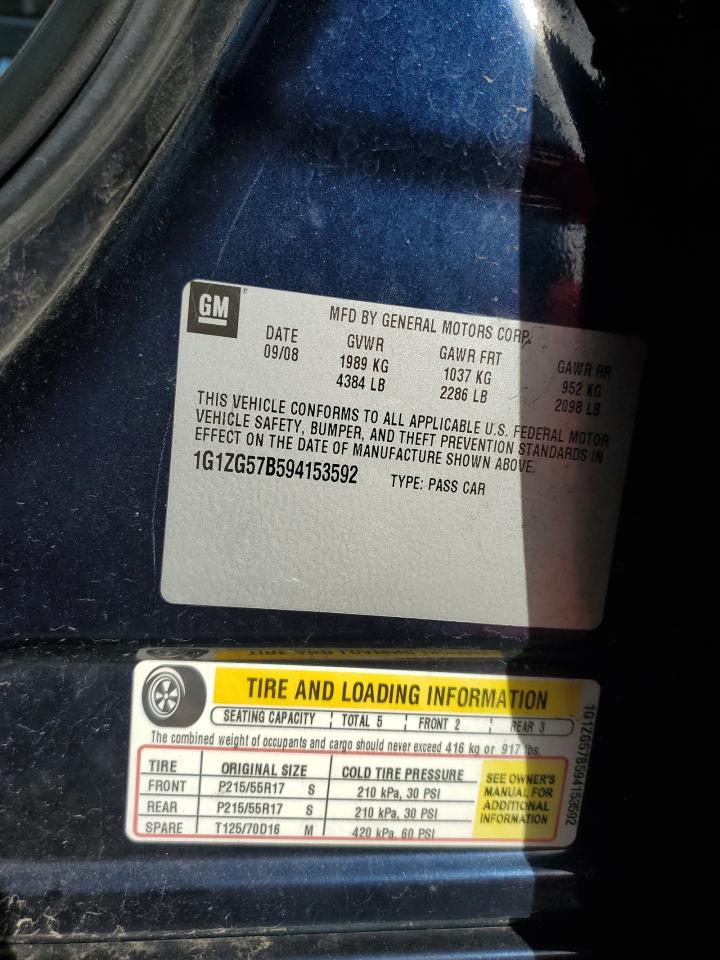 GM
MFD BY GENERAL MOTORS CORP.
DATE GVWR GAWR FRT GAWR RR
09/08 1989 KG 1037 KG 952 KG
4384 LB 2286 LB 2098 LB
THIS VEHICLE CONFORMS TO ALL APPLICABLE U.S. FEDERAL MOTOR
VEHICLE SAFETY, BUMPER, AND THEFT PREVENTION STANDARDS IN
EFFECT ON THE DATE OF MANUFACTURE SHOWN ABOVE.
1G1ZG57B594153592 TYPE: PASS CAR
TIRE AND LOADING INFORMATION
SEATING CAPACITY TOTAL 5 FRONT 2 REAR 3
The combined weight of occupants and cargo should never exceed 416 kg or 917 lbs.
TIRE ORIGINAL SIZE COLD TIRE PRESSURE
FRONT P215/55R17 S 210 kPa, 30 PSI
REAR P215/55R17 S 210 kPa, 30 PSI
SPARE T125/70D16 M 420 kPa, 60 PSI
SEE OWNER'S
MANUAL FOR
ADDITIONAL
INFORMATION
1G1ZG57B594153592